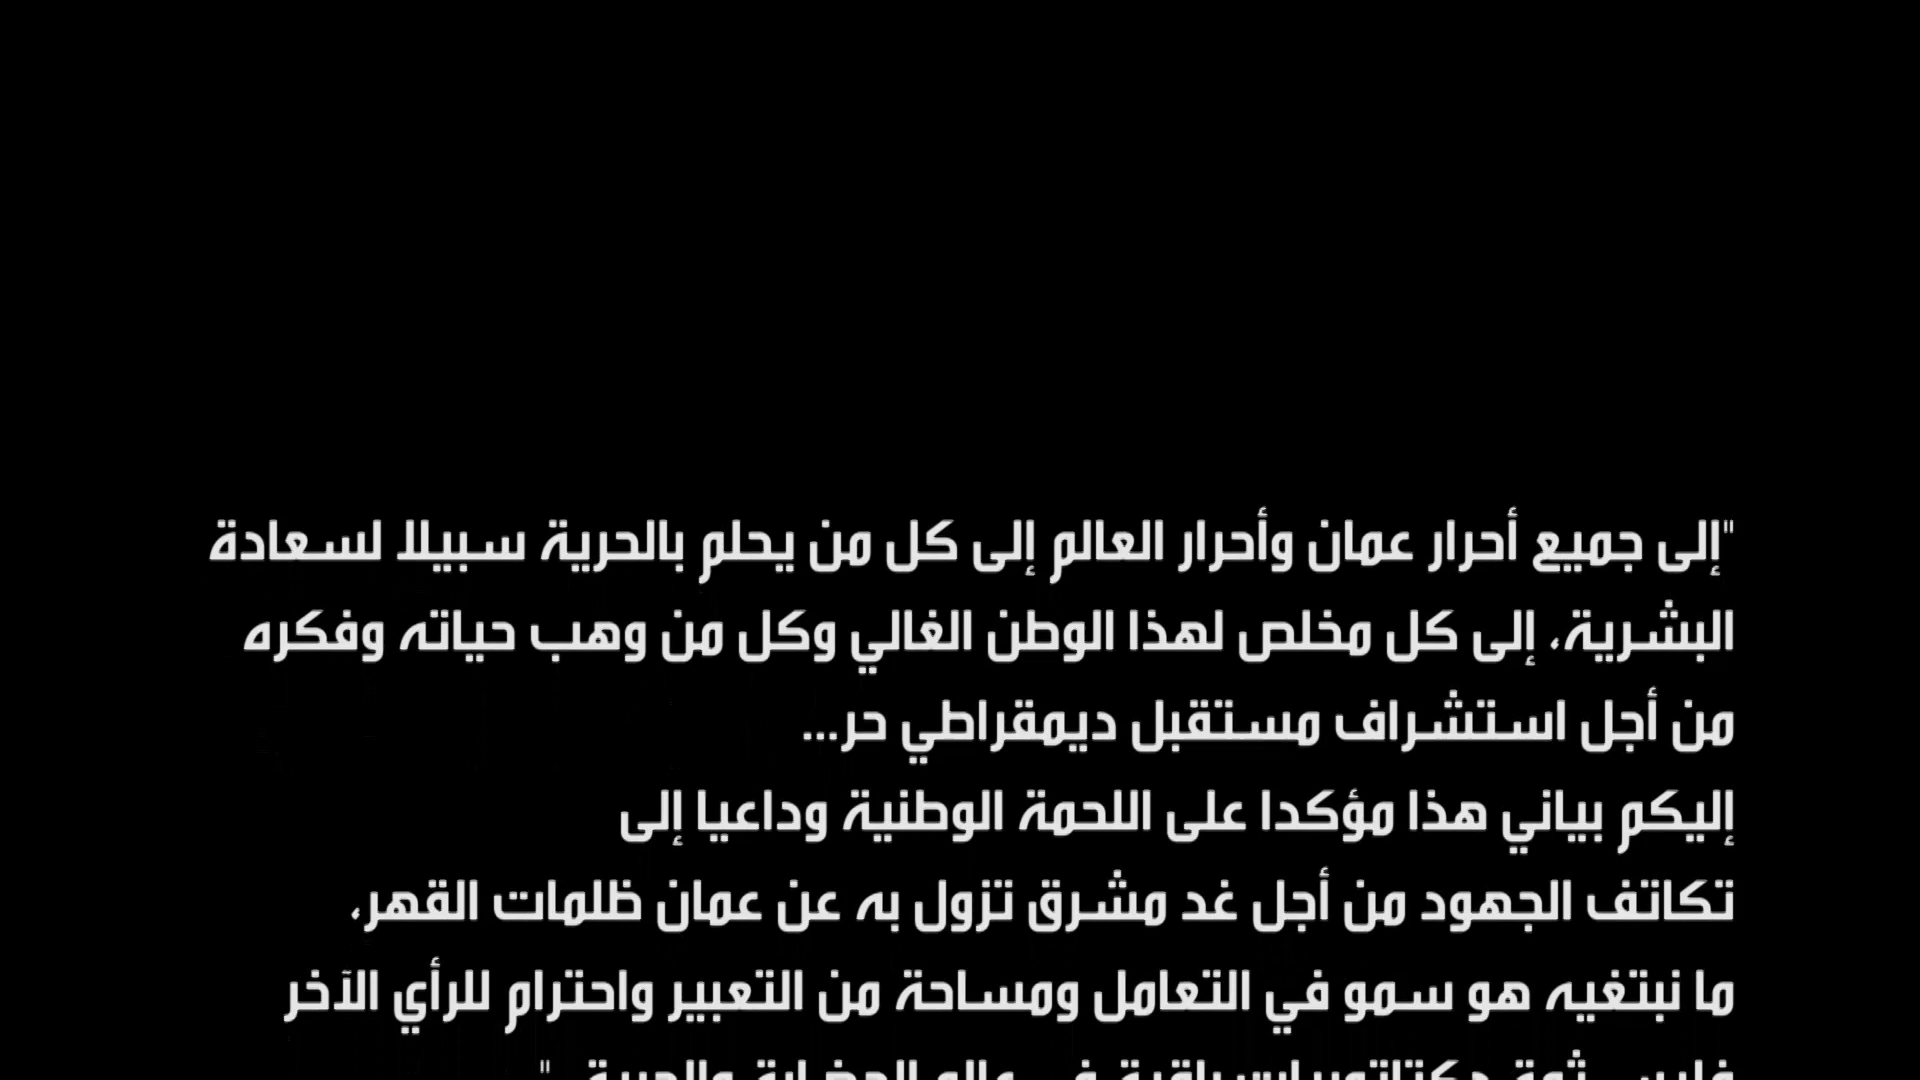 "إلى جميع أحرار عمان وأحرار العالم إلى كل من يحلم بالحرية سبيلا لسعادة
البشرية، إلى كل مخلص لهذا الوطن الغالي وكل من وهب حياته وفكره
من أجل استشراف مستقبل ديمقراطي حر...
إليكم بياني هذا مؤكدا على اللحمة الوطنية وداعيا إلى
تكاتف الجهود من أجل غد مشرق تزول به عن عمان ظلمات القهر،
ما نبتغيه هو سمو في التعامل ومساحة من التعبير واحترام للرأي الآخر